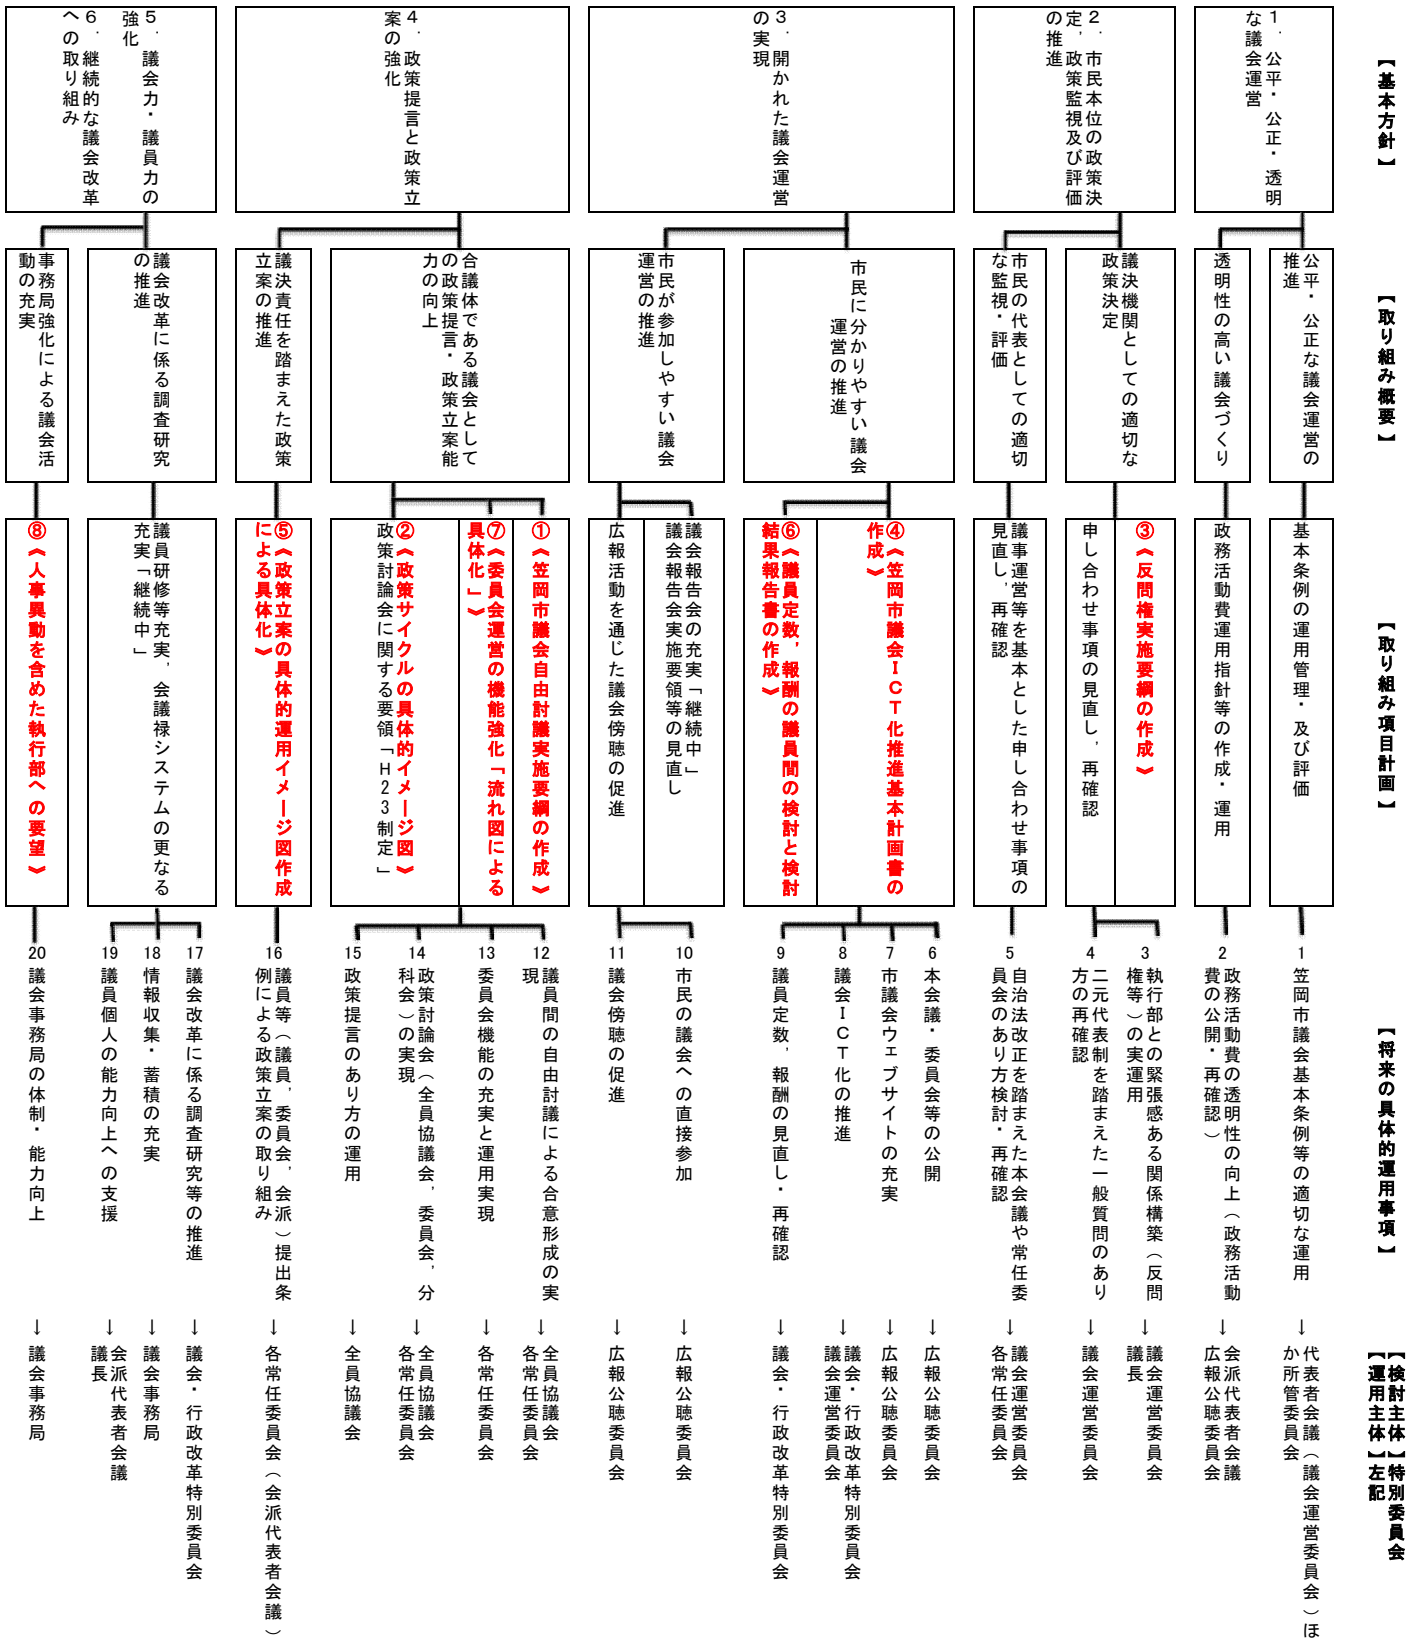 【基本方針】
１．公平・公正・透明
な議会運営
２．市民本位の政策決
定，政策監視及び評価
の推進
３．開かれた議会運営
の実現
４．政策提言と政策立
案の強化
５．議会力・議員力の
強化
６．継続的な議会改革
への取り組み
【取り組み概要】
公平・公正な議会運営の
推進
透明性の高い議会づくり
議決機関としての適切な
政策決定
市民の代表としての適切
な監視・評価
市民に分かりやすい議会
運営の推進
市民が参加しやすい議会
運営の推進
合議体である議会として
の政策提言・政策立案能
力の向上
議決責任を踏まえた政策
立案の推進
議会改革に係る調査研究
の推進
事務局強化による議会活
動の充実
【取り組み項目計画】
基本条例の運用管理・及び評価
政務活動費運用指針等の作成・運用
③《反問権実施要綱の作成》
申し合わせ事項の見直し，再確認
議事運営等を基本とした申し合わせ事項の
見直し，再確認
④《笠岡市議会ＩＣＴ化推進基本計画書の
作成》
⑥《議員定数，報酬の議員間の検討と検討
結果報告書の作成》
議会報告会の充実「継続中」
議会報告会実施要領等の見直し
広報活動を通じた議会傍聴の促進
①《笠岡市議会自由討議実施要綱の作成》
⑦《委員会運営の機能強化「流れ図による
具体化」》
②《政策サイクルの具体的イメージ図》
政策討論会に関する要領「Ｈ２３制定」
⑤《政策立案の具体的運用イメージ図作成
による具体化》
議員研修等充実，会議禄システムの更なる
充実「継続中」
⑧《人事異動を含めた執行部への要望》
【将来の具体的運用事項】
1 笠岡市議会基本条例等の適切な運用
2 政務活動費の透明性の向上（政務活動
費の公開・再確認）
3 執行部との緊張感ある関係構築（反問
権等）の実運用
4 二元代表制を踏まえた一般質問のあり
方の再確認
5 自治法改正を踏まえた本会議や常任委
員会のあり方検討・再確認
6 本会議・委員会等の公開
7 市議会ウェブサイトの充実
8 議会ＩＣＴ化の推進
9 議員定数，報酬の見直し・再確認
10 市民の議会への直接参加
11 議会傍聴の促進
12 議員間の自由討議による合意形成の実
現
13 委員会機能の充実と運用実現
14 政策討論会（全員協議会，委員会，分
科会）の実現
15 政策提言のあり方の運用
16 議員等（議員，委員会，会派）提出条
例による政策立案の取り組み
17 議会改革に係る調査研究等の推進
18 情報収集・蓄積の充実
19 議員個人の能力向上への支援
20 議会事務局の体制・能力向上
【検討主体】特別委員会
【運用主体】左記
→代表者会議（議会運営委員会）ほ
か所管委員会
→会派代表者会議
広報公聴委員会
→議会運営委員会
議長
→議会運営委員会
→議会運営委員会
各常任委員会
→広報公聴委員会
→広報公聴委員会
→議会・行政改革特別委員会
議会運営委員会
→議会・行政改革特別委員会
→広報公聴委員会
→広報公聴委員会
→全員協議会
各常任委員会
→各常任委員会
→全員協議会
各常任委員会
→全員協議会
→各常任委員会（会派代表者会議）
→議会・行政改革特別委員会
→議会事務局
→会派代表者会議
議長
→議会事務局